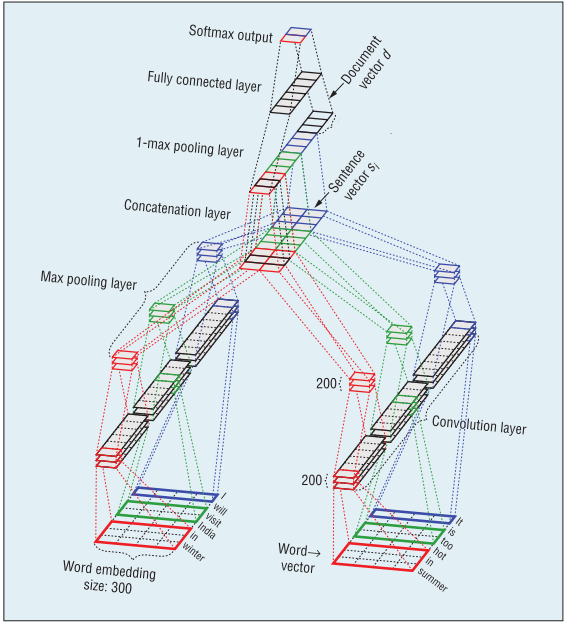 Softmax output
Fully connected layer
Document
vector d
1-max pooling layer
Sentence
vector si
Concatenation layer
Max pooling layer
200
Convolution layer
200
I
will
visit
India
in
winter
It
is
too
hot
in
summer
Word→
vector
Word embedding
size: 300